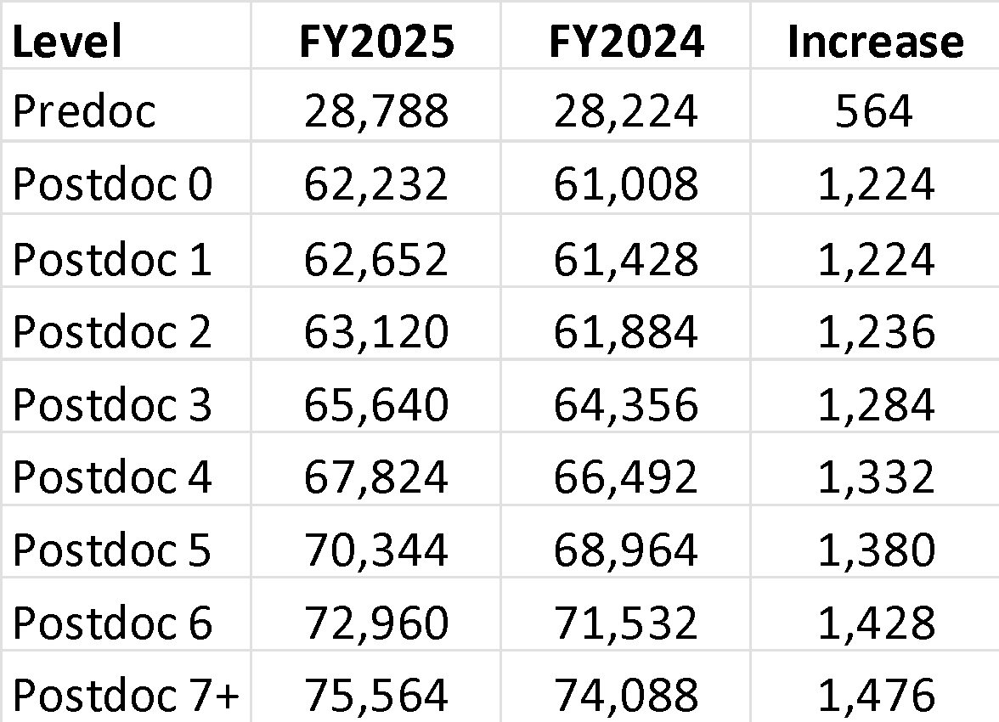 Level FY2025 FY2024 Increase
Predoc 28,788 28,224 564
Postdoc 0 62,232 61,008 1,224
Postdoc 1 62,652 61,428 1,224
Postdoc 2 63,120 61,884 1,236
Postdoc 3 65,640 64,356 1,284
Postdoc 4 67,824 66,492 1,332
Postdoc 5 70,344 68,964 1,380
Postdoc 6 72,960 71,532 1,428
Postdoc 7+ 75,564 74,088 1,476